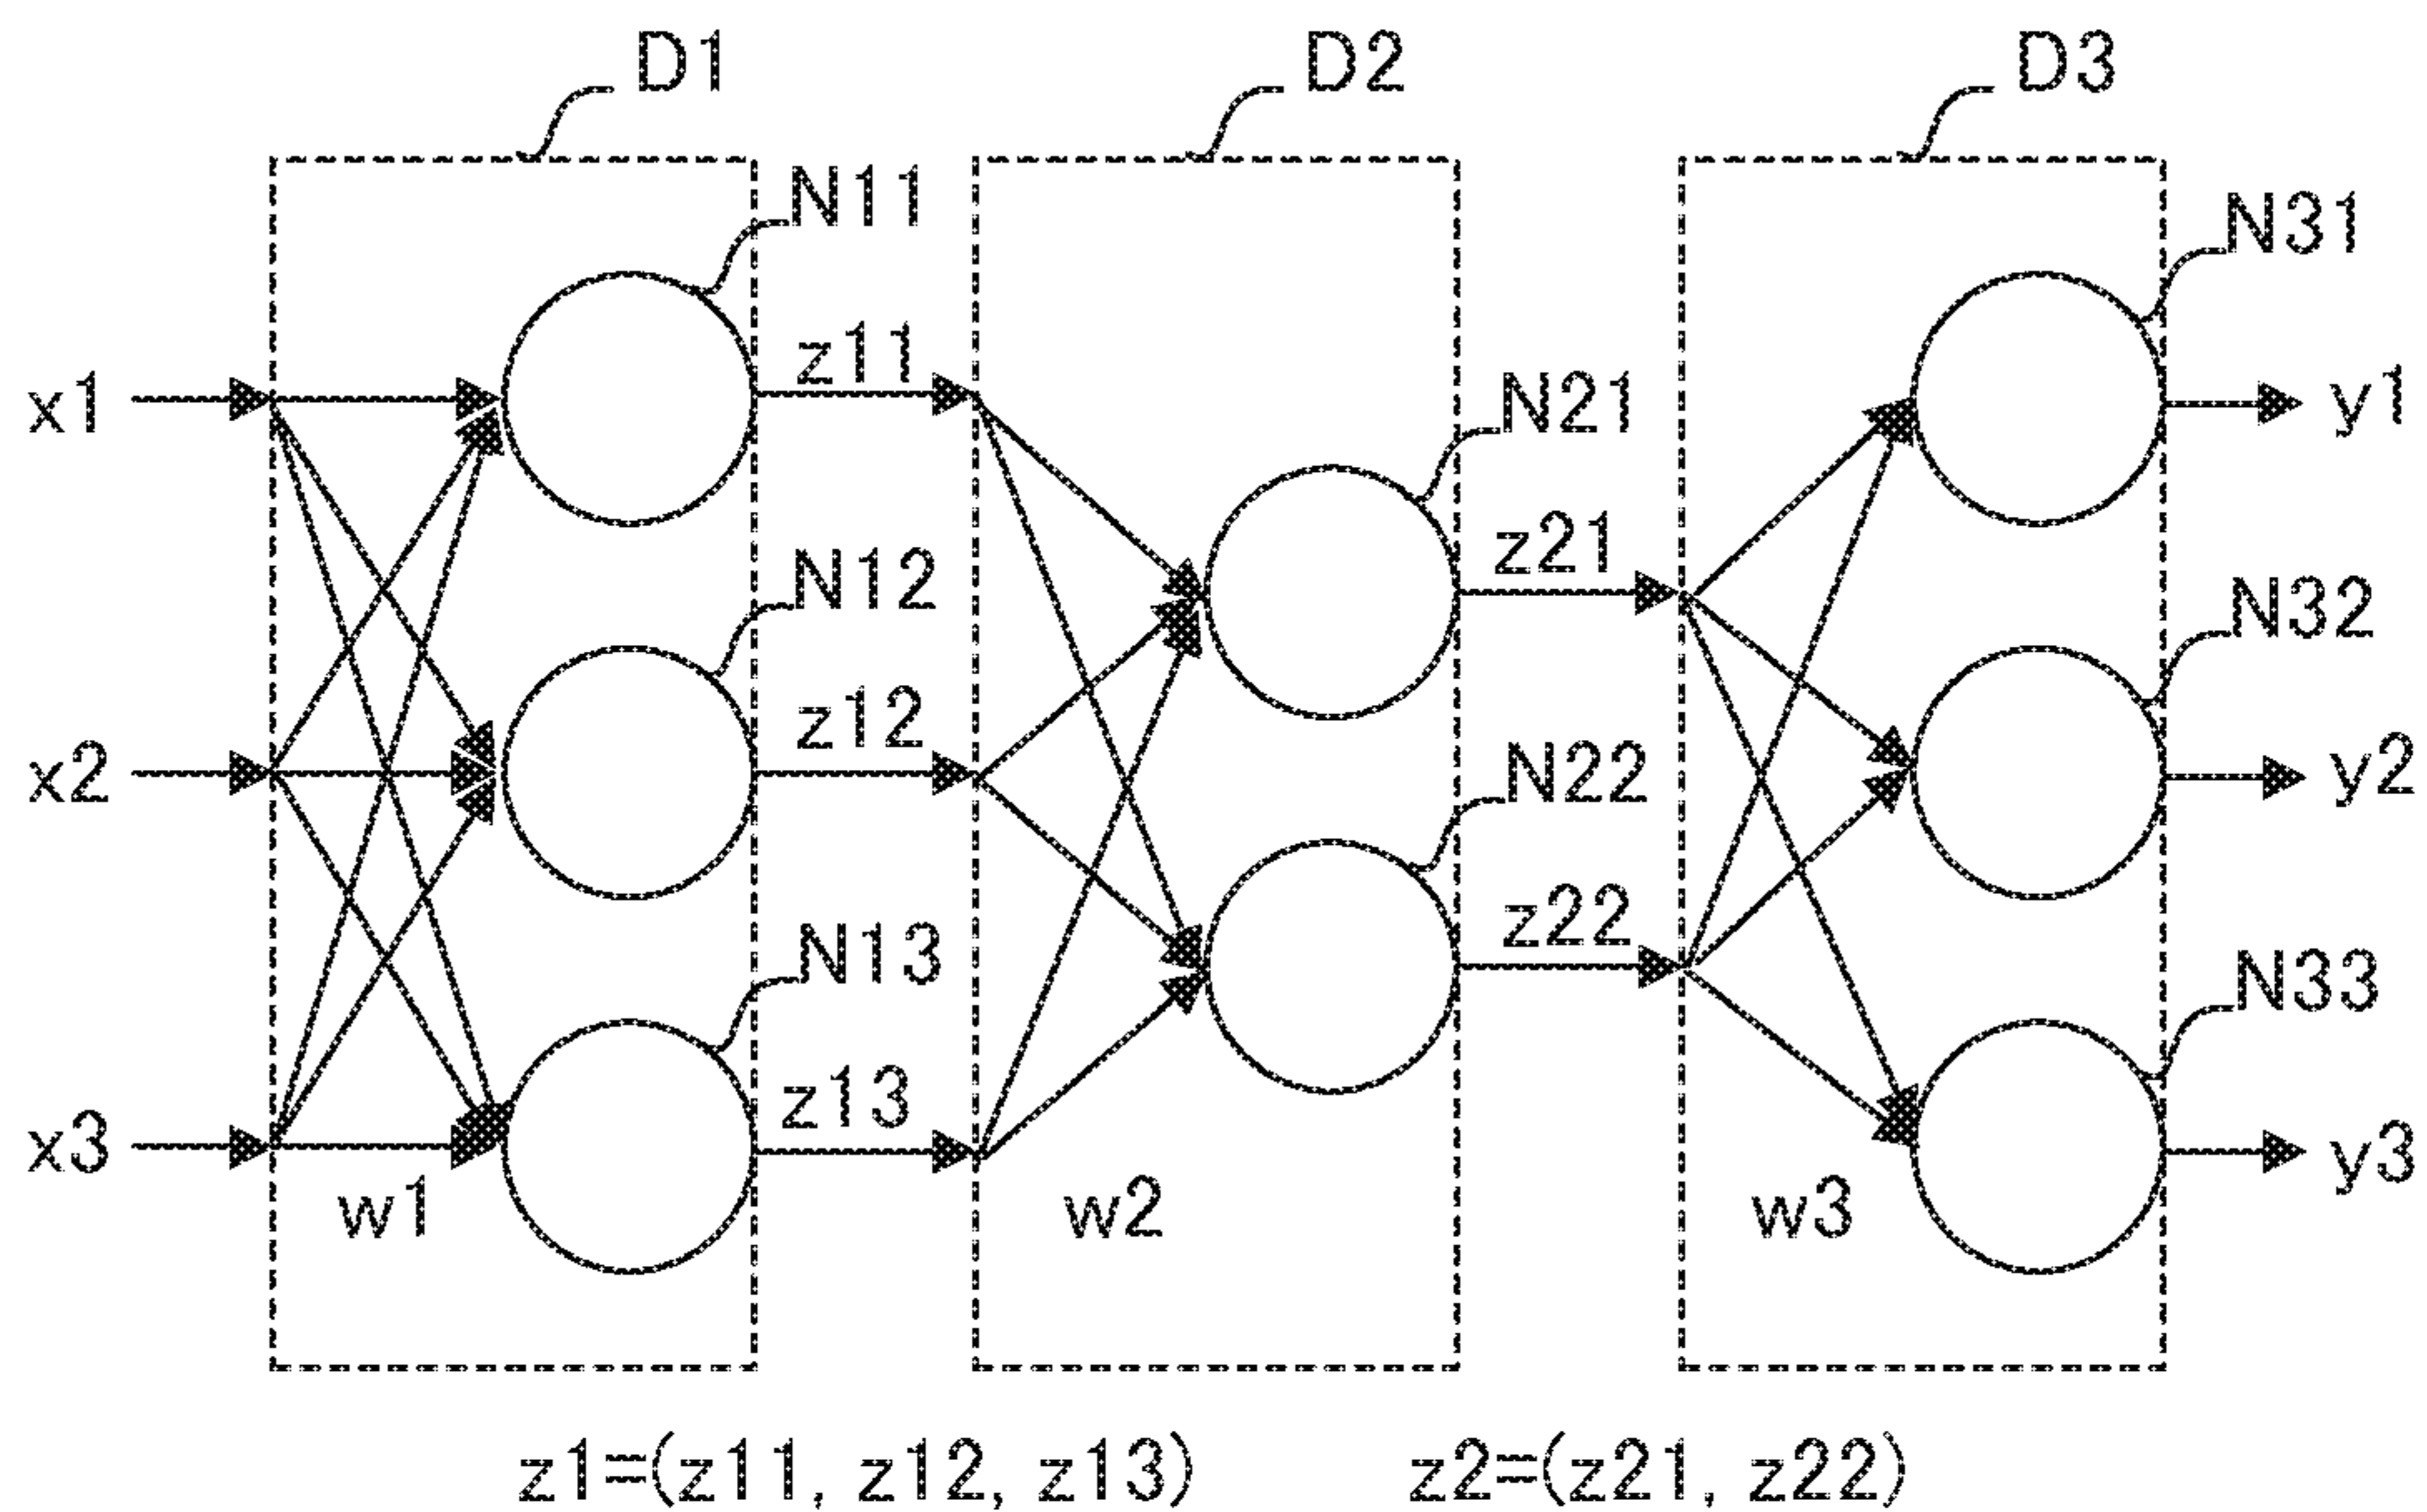 D1 D2 D3
N11 N31
z11 N21
x1 y1
N12 z21 N32
z12 N22
x2 y2
N13 z22 N33
z13
x3 y3
w1 w2 w3
z1=(z11, z12, z13) z2=(z21, z22)